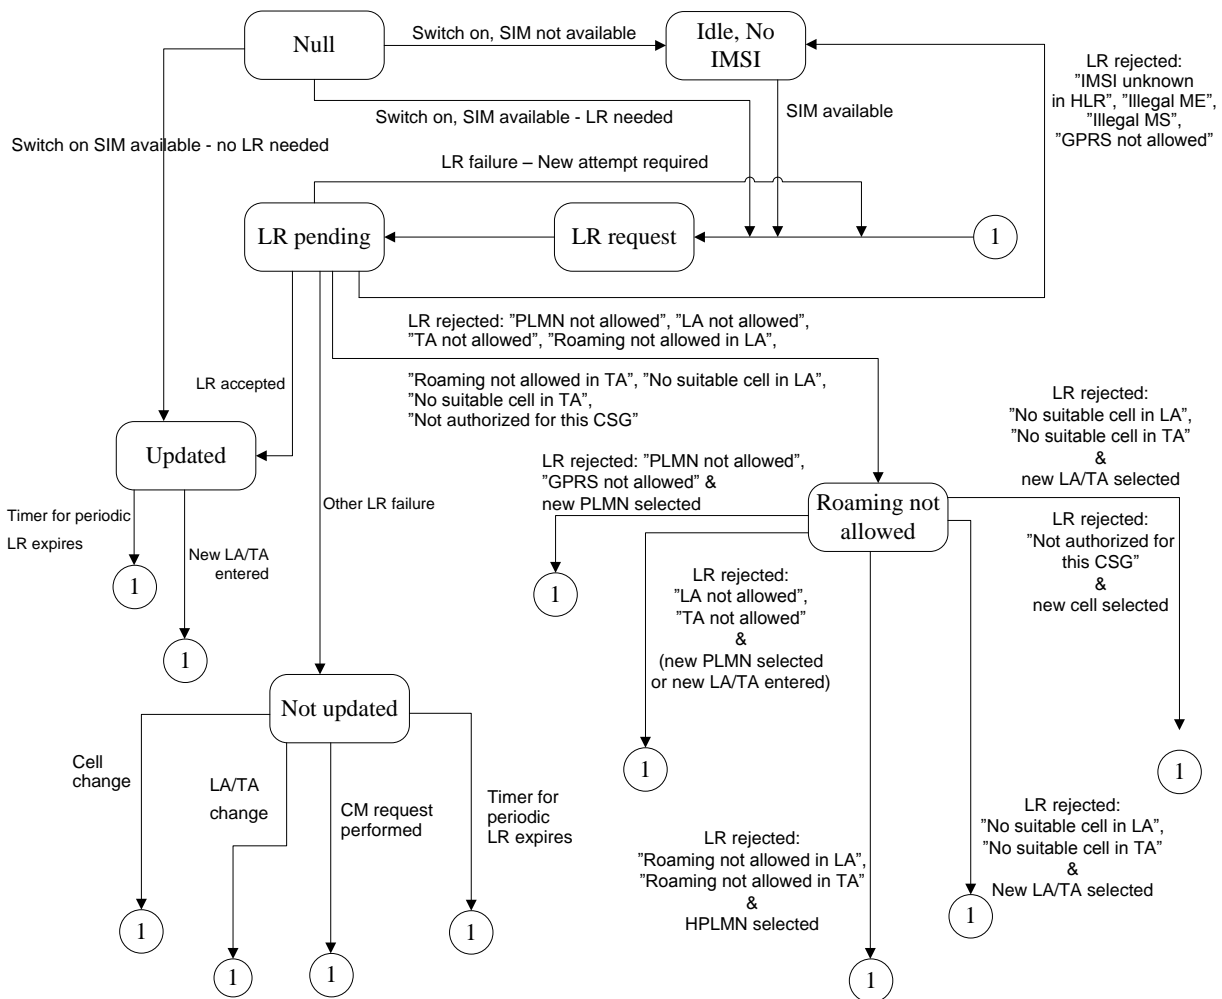 Null
Switch on, SIM not available
Idle, No
IMSI
LR rejected:
"IMSI unknown
in HLR”, "Illegal ME”,
"Illegal MS”,
"GPRS not allowed”
Switch on, SIM available - LR needed
SIM available
Switch on SIM available - no LR needed
LR failure – New attempt required
LR pending
LR request
1
LR rejected: ”PLMN not allowed”, ”LA not allowed”,
”TA not allowed”, ”Roaming not allowed in LA”,
”Roaming not allowed in TA”, ”No suitable cell in LA”,
”No suitable cell in TA”,
”Not authorized for this CSG”
LR accepted
Updated
Timer for periodic
LR expires
1
New LA/TA
entered
1
Other LR failure
LR rejected: ”PLMN not allowed”,
”GPRS not allowed” &
new PLMN selected
1
Roaming not
allowed
LR rejected:
”No suitable cell in LA”,
”No suitable cell in TA”
&
new LA/TA selected
LR rejected:
”Not authorized for
this CSG”
&
new cell selected
1
LR rejected:
”LA not allowed”,
”TA not allowed”
&
(new PLMN selected
or new LA/TA entered)
1
Not updated
Cell
change
1
LA/TA
change
1
CM request
performed
1
Timer for
periodic
LR expires
1
LR rejected:
”Roaming not allowed in LA”,
”Roaming not allowed in TA”
&
HPLMN selected
1
LR rejected:
”No suitable cell in LA”,
”No suitable cell in TA”
&
New LA/TA selected
1